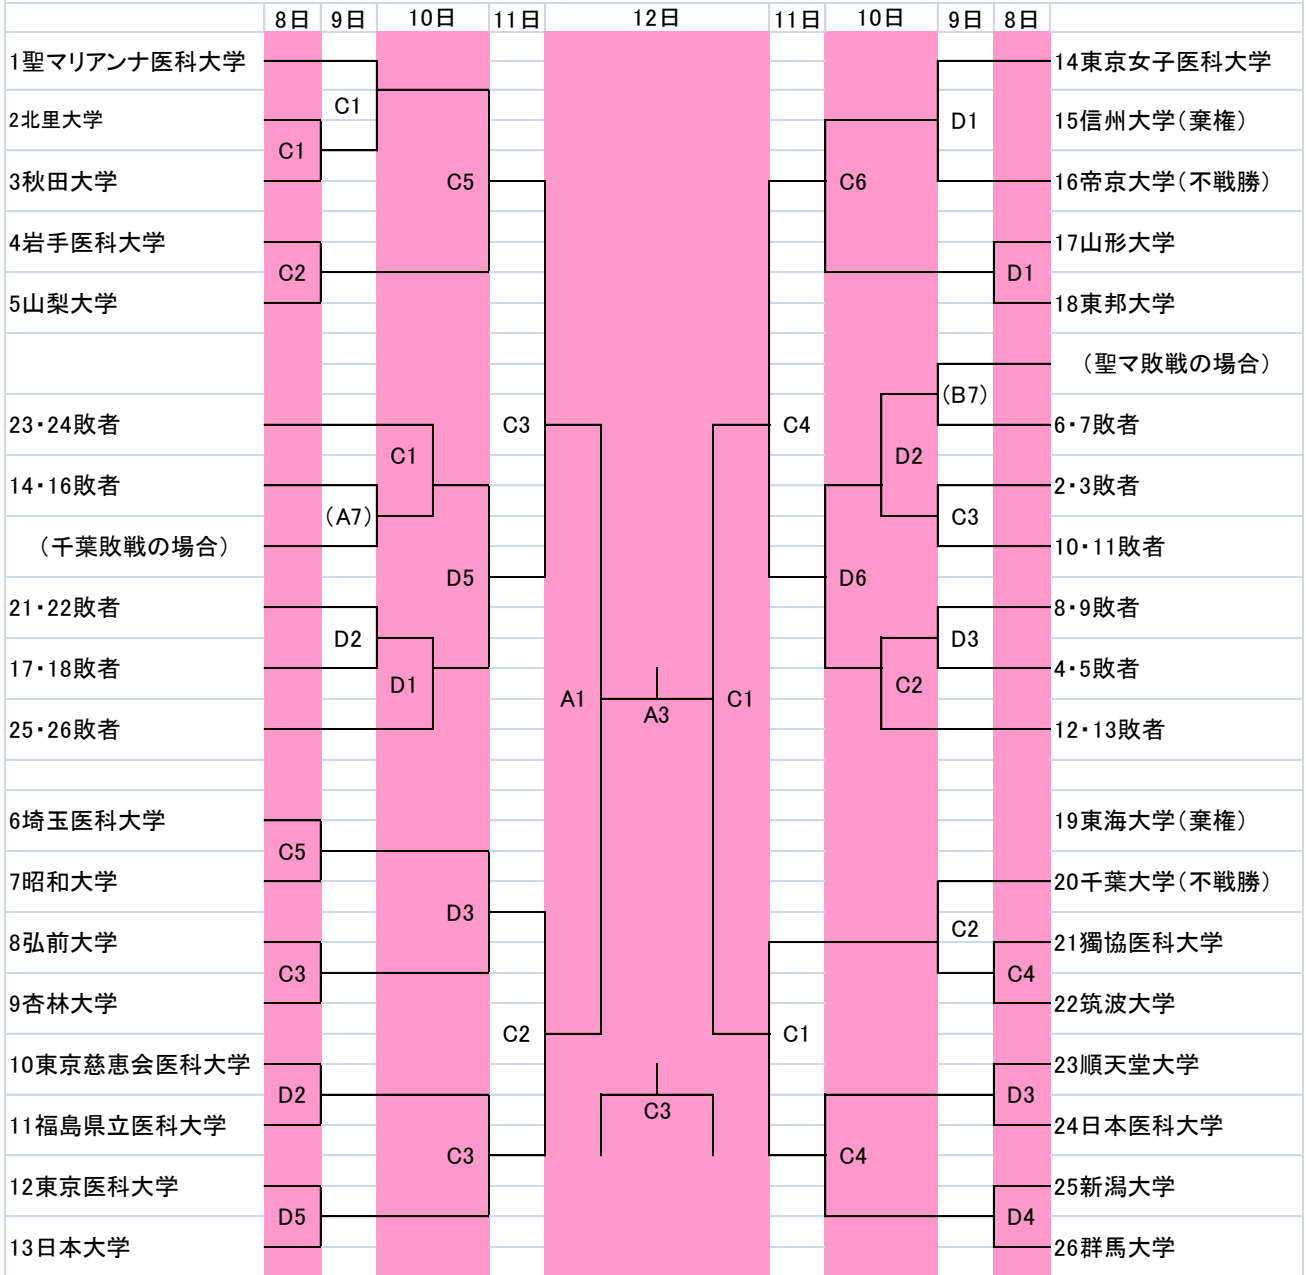 8日 9日 10日 11日 12日 11日 10日 9日 8日
1聖マリアンナ医科大学
14東京女子医科大学
C1
2北里大学
D1
15信州大学(棄権)
C1
3秋田大学
C5
C6
16帝京大学(不戦勝)
4岩手医科大学
17山形大学
C2
D1
5山梨大学
18東邦大学
(聖マ敗戦の場合)
(B7)
23・24敗者
C3
C4
6・7敗者
C1
D2
14・16敗者
2・3敗者
(A7)
C3
(千葉敗戦の場合)
10・11敗者
D5
D6
21・22敗者
8・9敗者
D2
D3
17・18敗者
4・5敗者
D1
C2
A1
A3
C1
25・26敗者
12・13敗者
6埼玉医科大学
19東海大学(棄権)
C5
7昭和大学
20千葉大学(不戦勝)
D3
C2
8弘前大学
21獨協医科大学
C3
C4
9杏林大学
22筑波大学
C2
C1
10東京慈恵会医科大学
23順天堂大学
D2
C3
D3
11福島県立医科大学
24日本医科大学
C3
C4
12東京医科大学
25新潟大学
D5
D4
13日本大学
26群馬大学